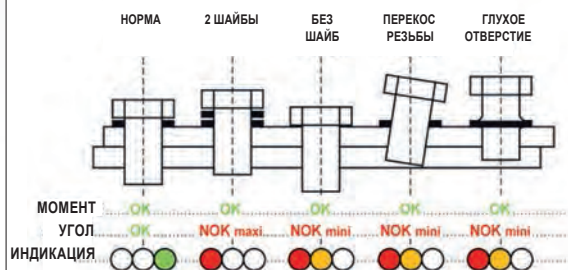 НОРМА 2 ШАЙБЫ БЕЗ ШАЙБ ПЕРЕКОС РЕЗЬБЫ ГЛУХОЕ ОТВЕРСТИЕ
МОМЕНТ OK OK OK OK OK
УГОЛ OK NOK maxi NOK mini NOK mini NOK mini
ИНДИКАЦИЯ